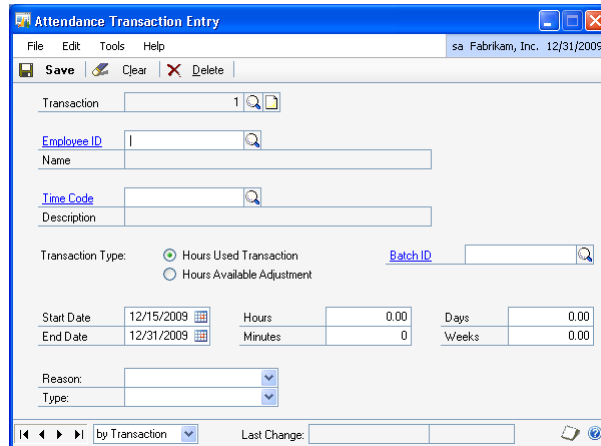 Attendance Transaction Entry
File Edit Tools Help sa Fabrikam, Inc. 12/31/2009
Save Clear Delete
Transaction 1
Employee ID
Name
Time Code
Description
Transaction Type: Hours Used Transaction Batch ID
Hours Available Adjustment
Start Date 12/15/2009 Hours 0.00 Days 0.00
End Date 12/31/2009 Minutes 0 Weeks 0.00
Reason:
Type:
by Transaction Last Change: